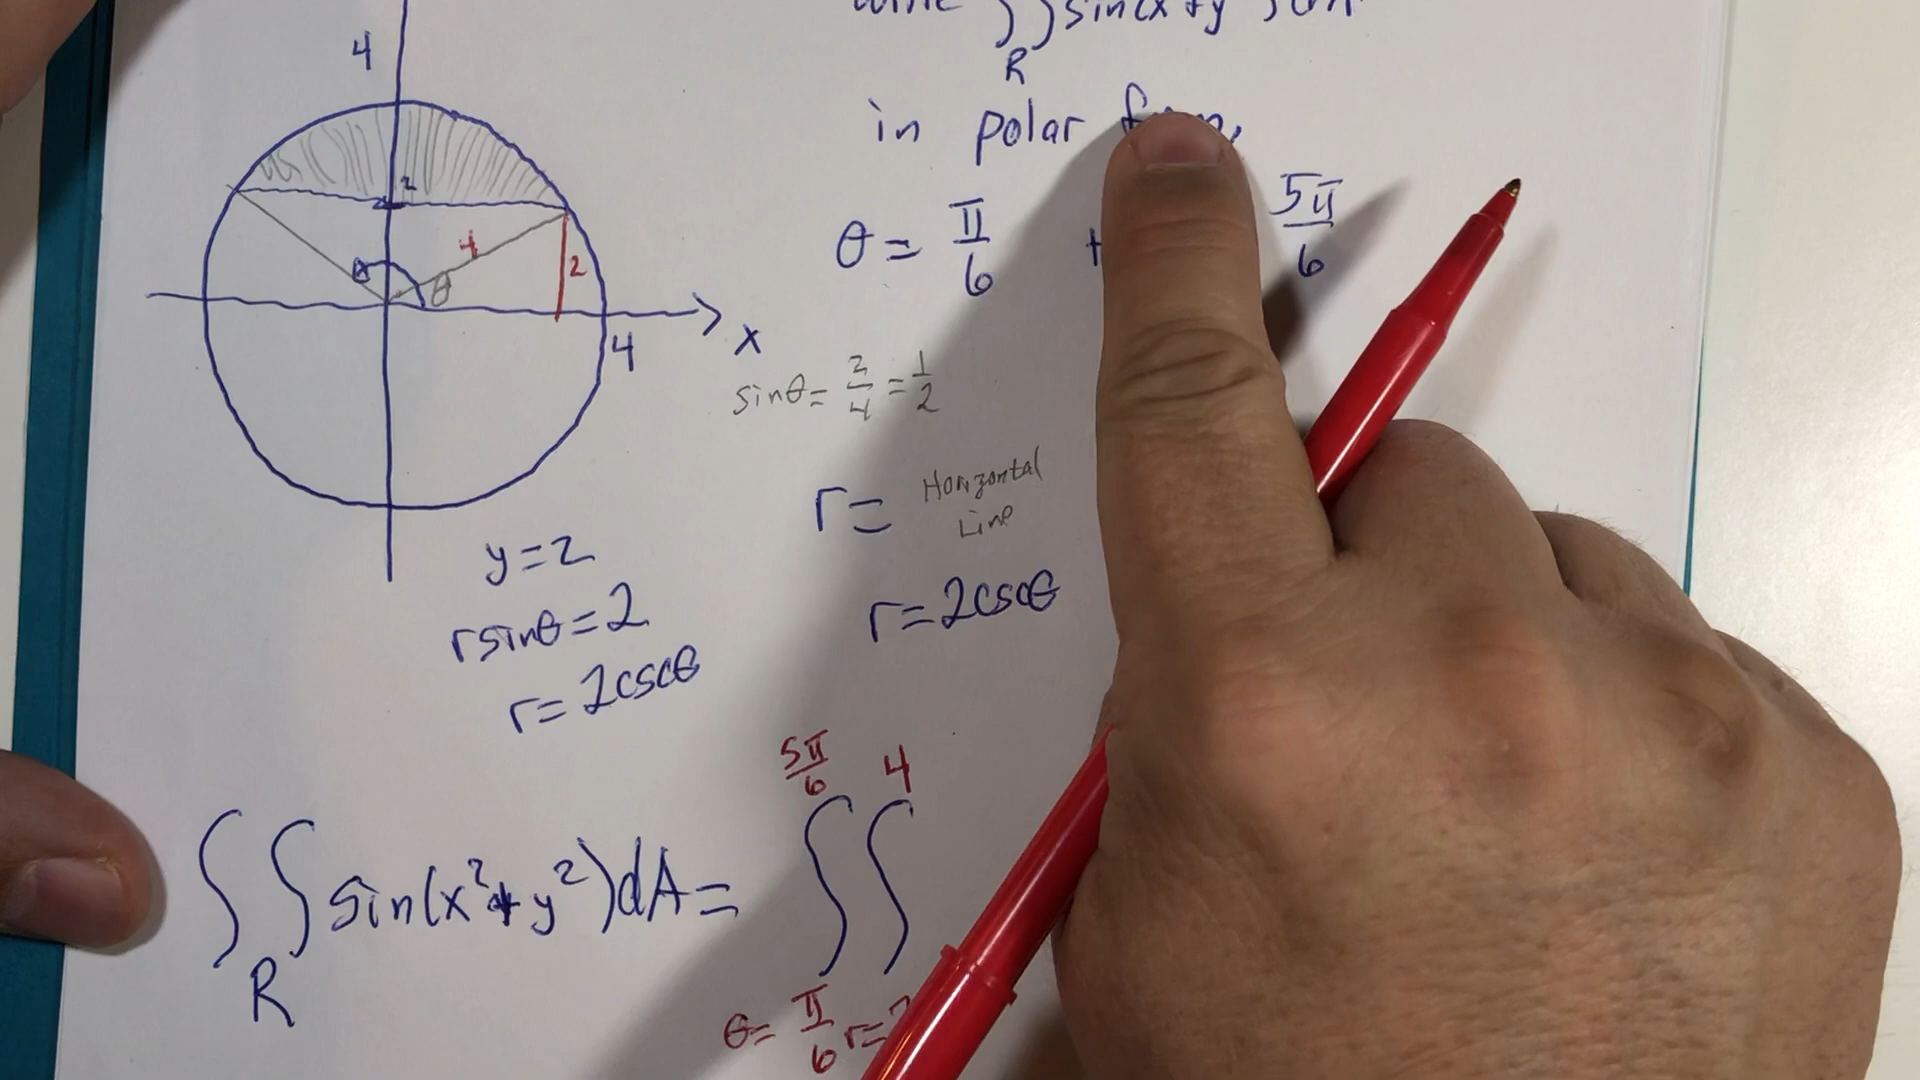 4
2
4
2
θ
x
4
sin(x+y
R
in polar
θ = π/6
5π/6
sinθ = 2/4 = 1/2
r = Horizontal
Line
y = 2
r sinθ = 2
r = 2cscθ
r = 2cscθ
∫∫ sin(x²+y²)dA = ∫∫
R
5π/6 4
θ = π/6 r =